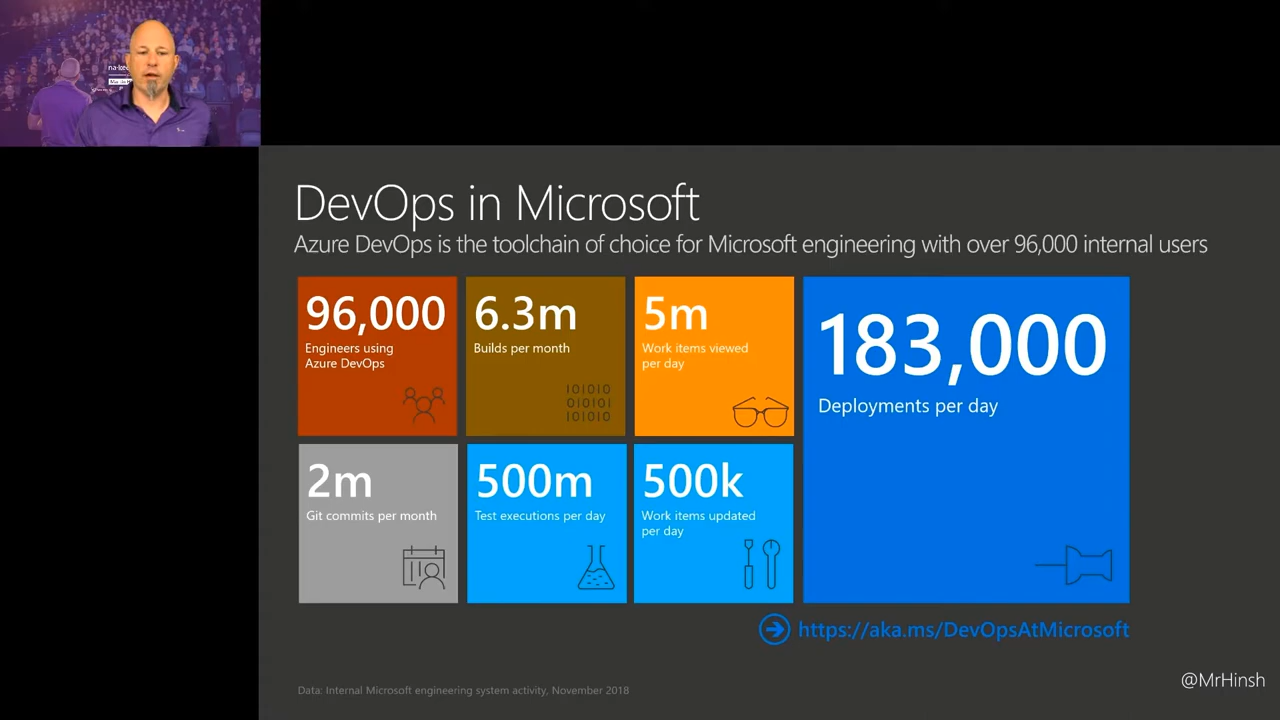 DevOps in Microsoft
Azure DevOps is the toolchain of choice for Microsoft engineering with over 96,000 internal users
96,000
Engineers using
Azure DevOps
6.3m
Builds per month
010101
010101
101010
5m
Work items viewed
per day
183,000
Deployments per day
2m
Git commits per month
500m
Test executions per day
500k
Work items updated
per day
https://aka.ms/DevOpsAtMicrosoft
Data: Internal Microsoft engineering system activity, November 2018
@MrHinsh